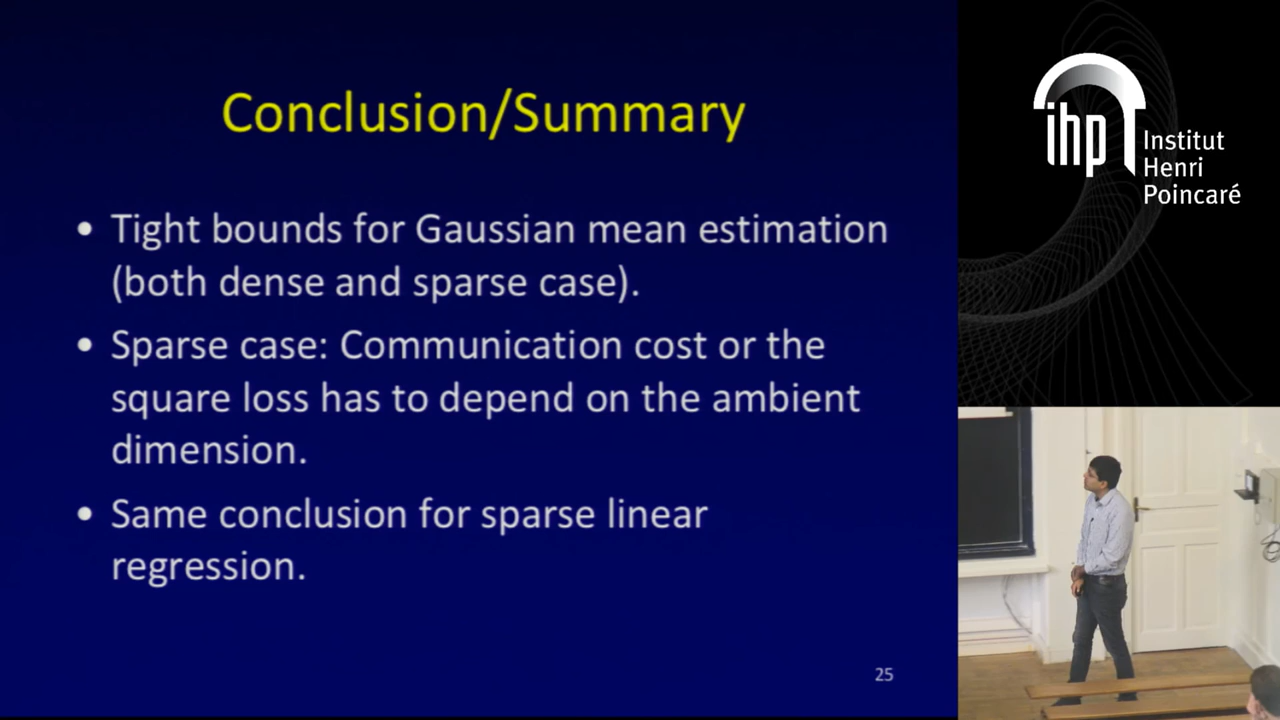 Conclusion/Summary
• Tight bounds for Gaussian mean estimation
(both dense and sparse case).
• Sparse case: Communication cost or the
square loss has to depend on the ambient
dimension.
• Same conclusion for sparse linear
regression.
25
ihp
Institut
Henri
Poincaré